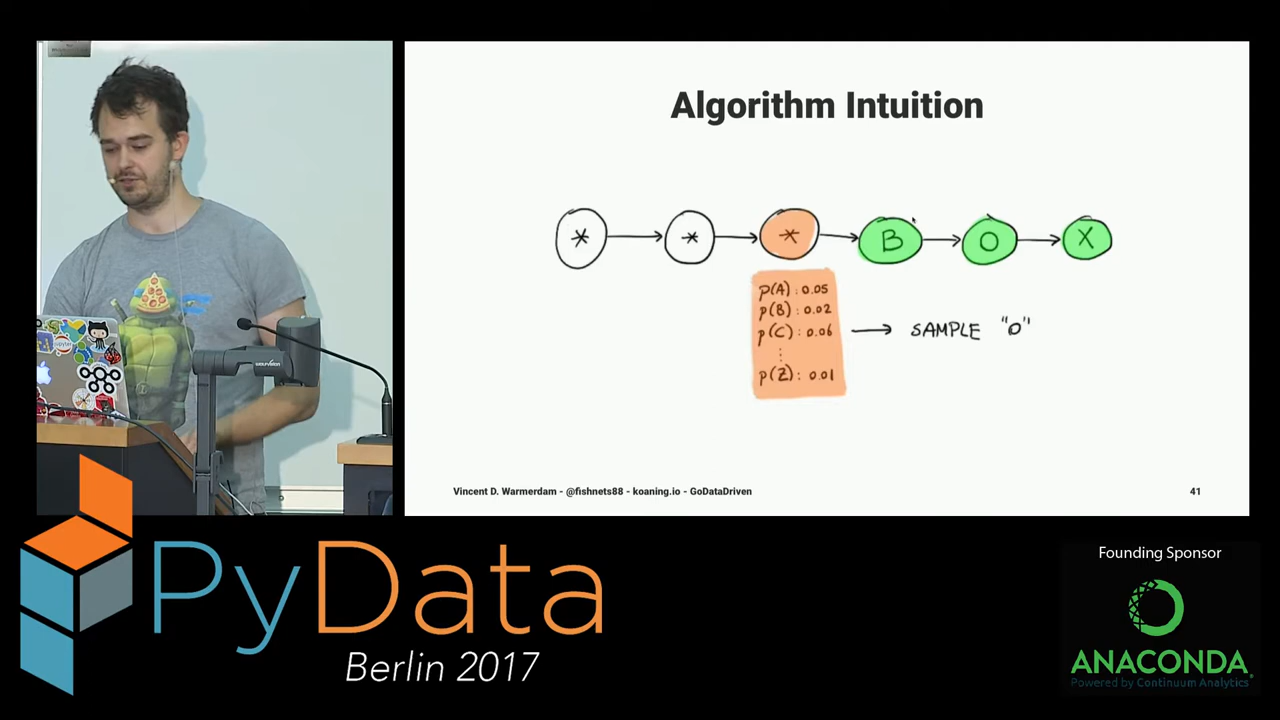 Algorithm Intuition
* * * B O X
p(A): 0.05
p(B): 0.02
p(C): 0.06
⋮
p(Z): 0.01
SAMPLE "O"
Vincent D. Warmerdam - @fishnets88 - koaning.io - GoDataDriven
41
WOLFVISION
PyData
Berlin 2017
Founding Sponsor
ANACONDA
Powered by Continuum Analytics